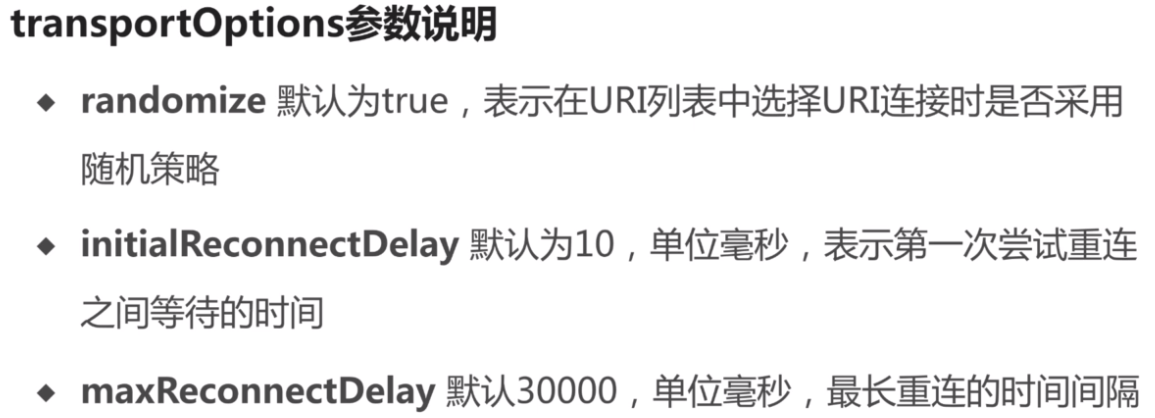 transportOptions参数说明
◆ randomize 默认为true，表示在URI列表中选择URI连接时是否采用
随机策略
◆ initialReconnectDelay 默认为10，单位毫秒，表示第一次尝试重连
之间等待的时间
◆ maxReconnectDelay 默认30000，单位毫秒，最长重连的时间间隔